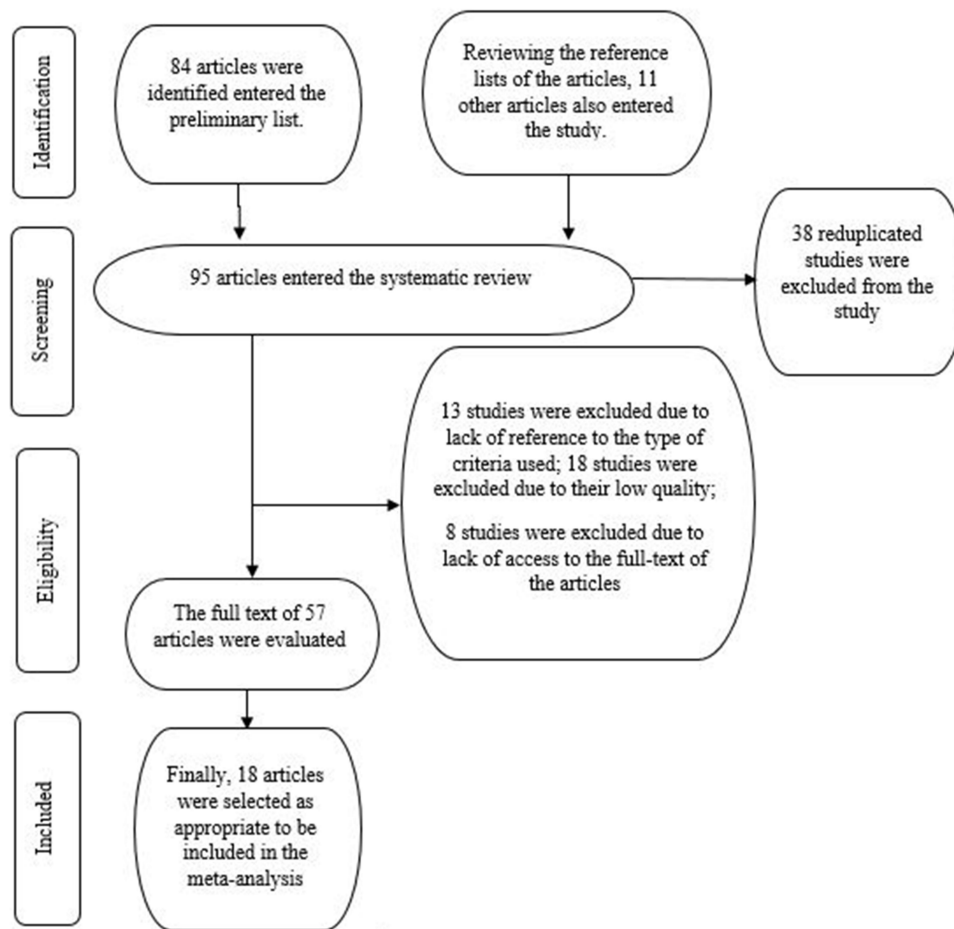 Identification
84 articles were
identified entered the
preliminary list.
Reviewing the reference
lists of the articles, 11
other articles also entered
the study.
Screening
95 articles entered the systematic review
38 reduplicated
studies were
excluded from the
study
Eligibility
13 studies were excluded due to
lack of reference to the type of
criteria used; 18 studies were
excluded due to their low quality;
8 studies were excluded due to
lack of access to the full-text of
the articles
The full text of 57
articles were evaluated
Included
Finally, 18 articles
were selected as
appropriate to be
included in the
meta-analysis